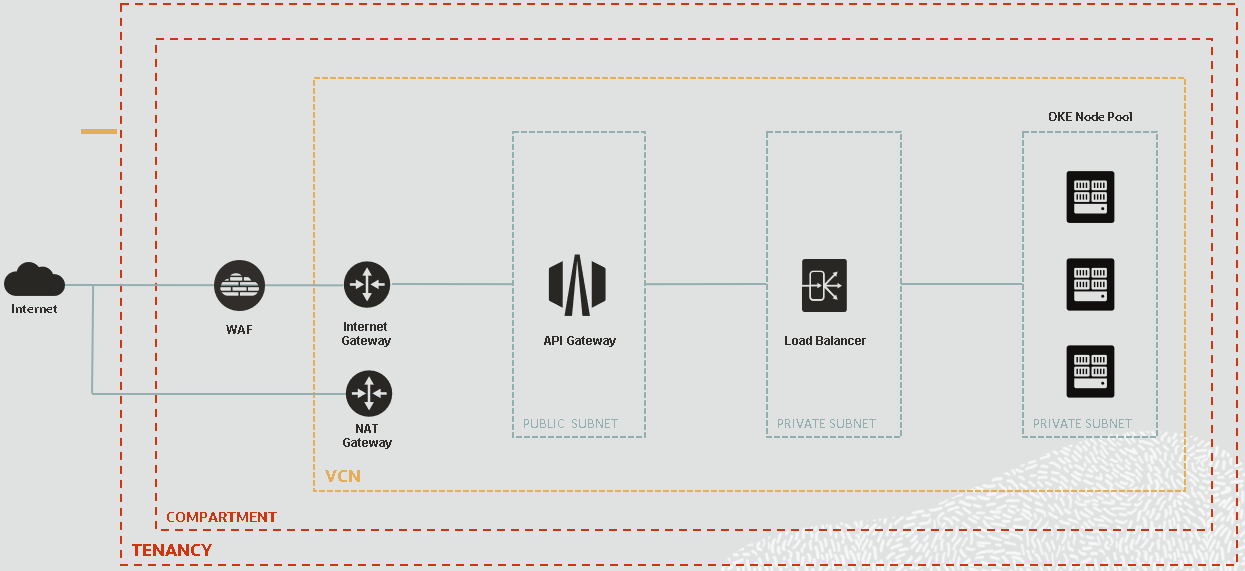 OKE Node Pool
Internet
WAF
Internet
Gateway
API Gateway
Load Balancer
NAT
Gateway
PUBLIC SUBNET
PRIVATE SUBNET
PRIVATE SUBNET
VCN
COMPARTMENT
TENANCY